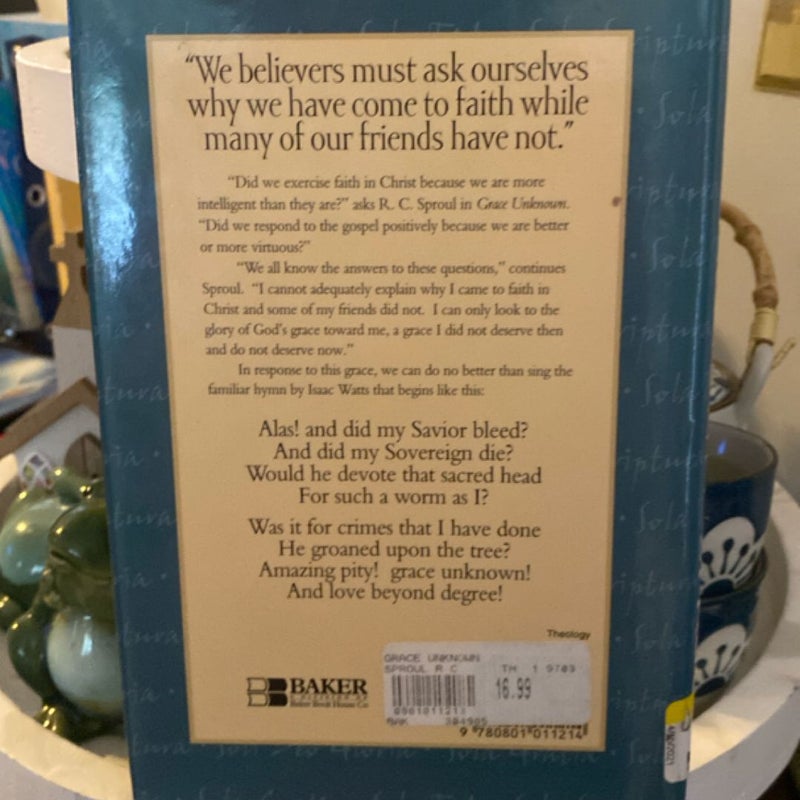 "We believers must ask ourselves
why we have come to faith while
many of our friends have not."
"Did we exercise faith in Christ because we are more
intelligent than they are?" asks R. C. Sproul in Grace Unknown.
"Did we respond to the gospel positively because we are better
or more virtuous?"
"We all know the answers to these questions," continues
Sproul. "I cannot adequately explain why I came to faith in
Christ and some of my friends did not. I can only look to the
glory of God's grace toward me, a grace I did not deserve then
and do not deserve now."
In response to this grace, we can do no better than sing the
familiar hymn by Isaac Watts that begins like this:
Alas! and did my Savior bleed?
And did my Sovereign die?
Would he devote that sacred head
For such a worm as I?
Was it for crimes that I have done
He groaned upon the tree?
Amazing pity! grace unknown!
And love beyond degree!
Theology
GRACE UNKNOWN
SPROUL R C TH 1 9703
16.99
BAKER
Baker Book House Co
9 780801 011214
Scriptura
Sola